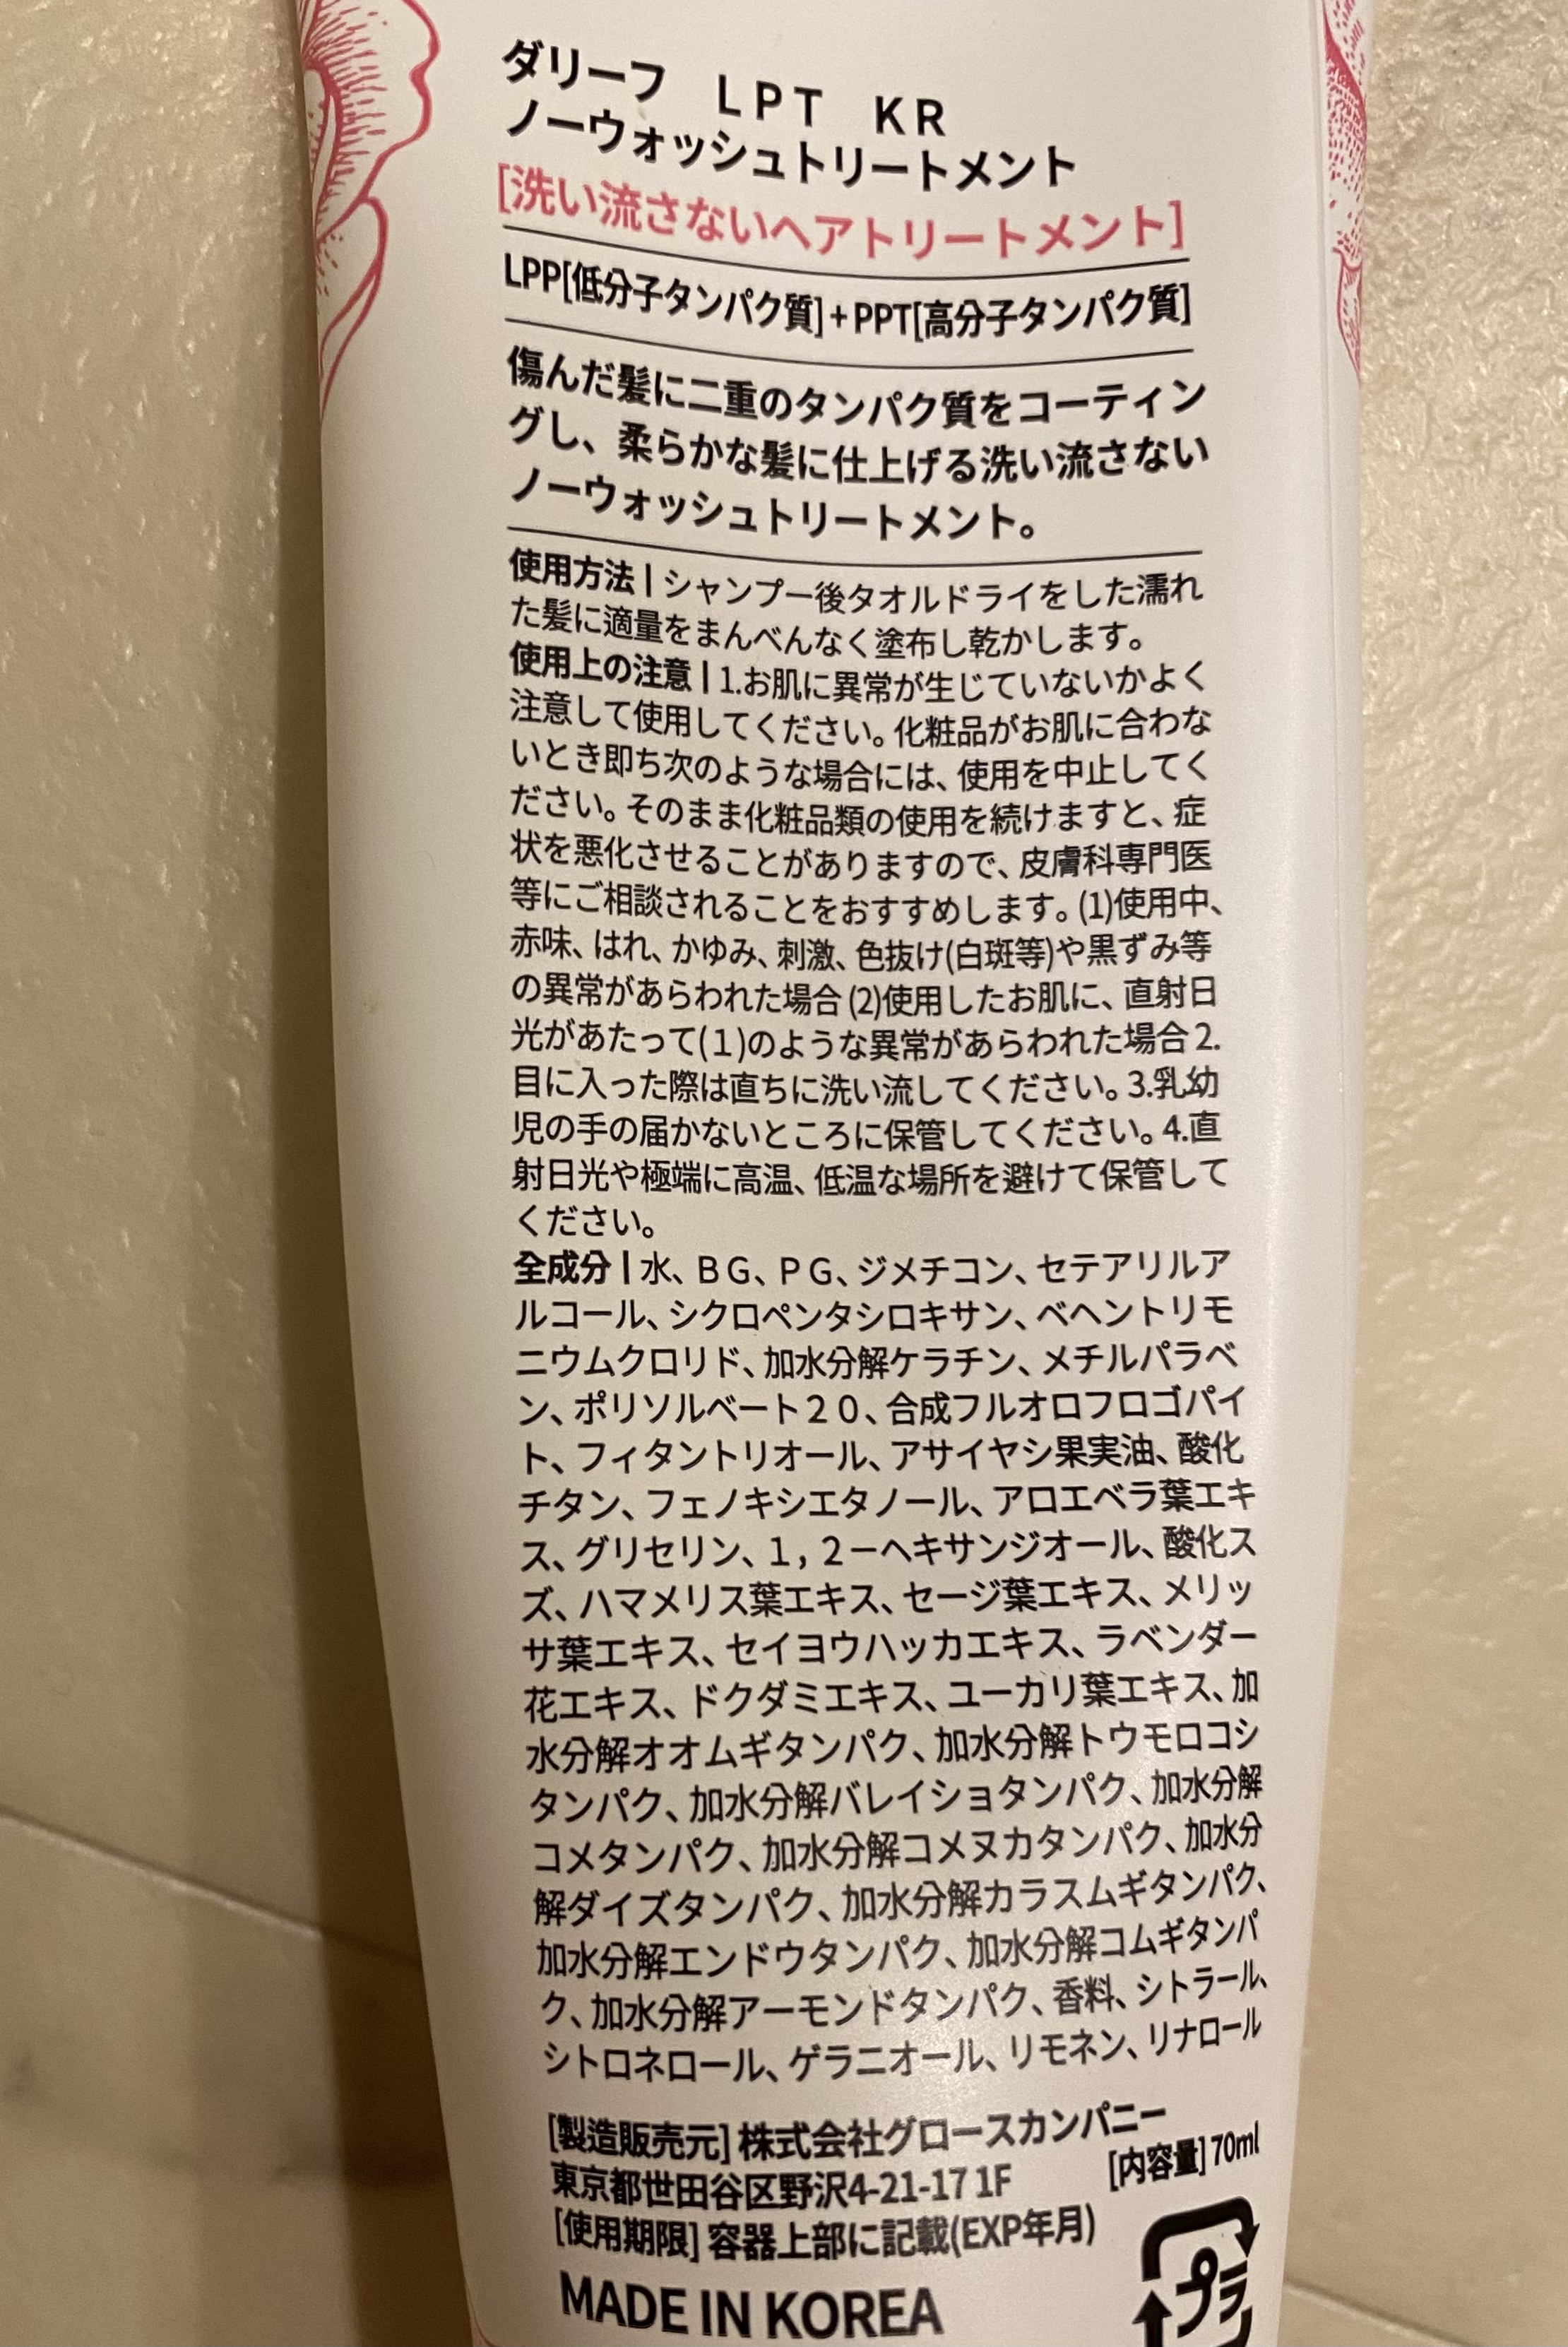 ダリーフ　ＬＰＴ　ＫＲ
ノーウォッシュトリートメント
[洗い流さないヘアトリートメント]
LPP[低分子タンパク質]+PPT[高分子タンパク質]
傷んだ髪に二重のタンパク質をコーティン
グし、柔らかな髪に仕上げる洗い流さない
ノーウォッシュトリートメント。
使用方法 | シャンプー後タオルドライをした濡れ
た髪に適量をまんべんなく塗布し乾かします。
使用上の注意 | 1.お肌に異常が生じていないかよく
注意して使用してください。化粧品がお肌に合わな
いとき即ち次のような場合には、使用を中止してく
ださい。そのまま化粧品類の使用を続けますと、症
状を悪化させることがありますので、皮膚科専門医
等にご相談されることをおすすめします。(1)使用中、
赤味、はれ、かゆみ、刺激、色抜け(白斑等)や黒ずみ等
の異常があらわれた場合 (2)使用したお肌に、直射日
光があたって(１)のような異常があらわれた場合 2.
目に入った際は直ちに洗い流してください。3.乳幼
児の手の届かないところに保管してください。4.直
射日光や極端に高温、低温な場所を避けて保管して
ください。
全成分 | 水、ＢＧ、ＰＧ、ジメチコン、セテアリルア
ルコール、シクロペンタシロキサン、ベヘントリモ
ニウムクロリド、加水分解ケラチン、メチルパラベ
ン、ポリソルベート２０、合成フルオロフロゴパイ
ト、フィタントリオール、アサイヤシ果実油、酸化
チタン、フェノキシエタノール、アロエベラ葉エキ
ス、グリセリン、１，２－ヘキサンジオール、酸化ス
ズ、ハマメリス葉エキス、セージ葉エキス、メリッ
サ葉エキス、セイヨウハッカエキス、ラベンダー
花エキス、ドクダミエキス、ユーカリ葉エキス、加
水分解オオムギタンパク、加水分解トウモロコシ
タンパク、加水分解バレイショタンパク、加水分解
コメタンパク、加水分解コメヌカタンパク、加水分
解ダイズタンパク、加水分解カラスムギタンパク、
加水分解エンドウタンパク、加水分解コムギタンパ
ク、加水分解アーモンドタンパク、香料、シトラール、
シトロネロール、ゲラニオール、リモネン、リナロール
[製造販売元] 株式会社グロースカンパニー
東京都世田谷区野沢4-21-17 1F
[内容量] 70ml
[使用期限] 容器上部に記載(EXP年月)
MADE IN KOREA
プラ